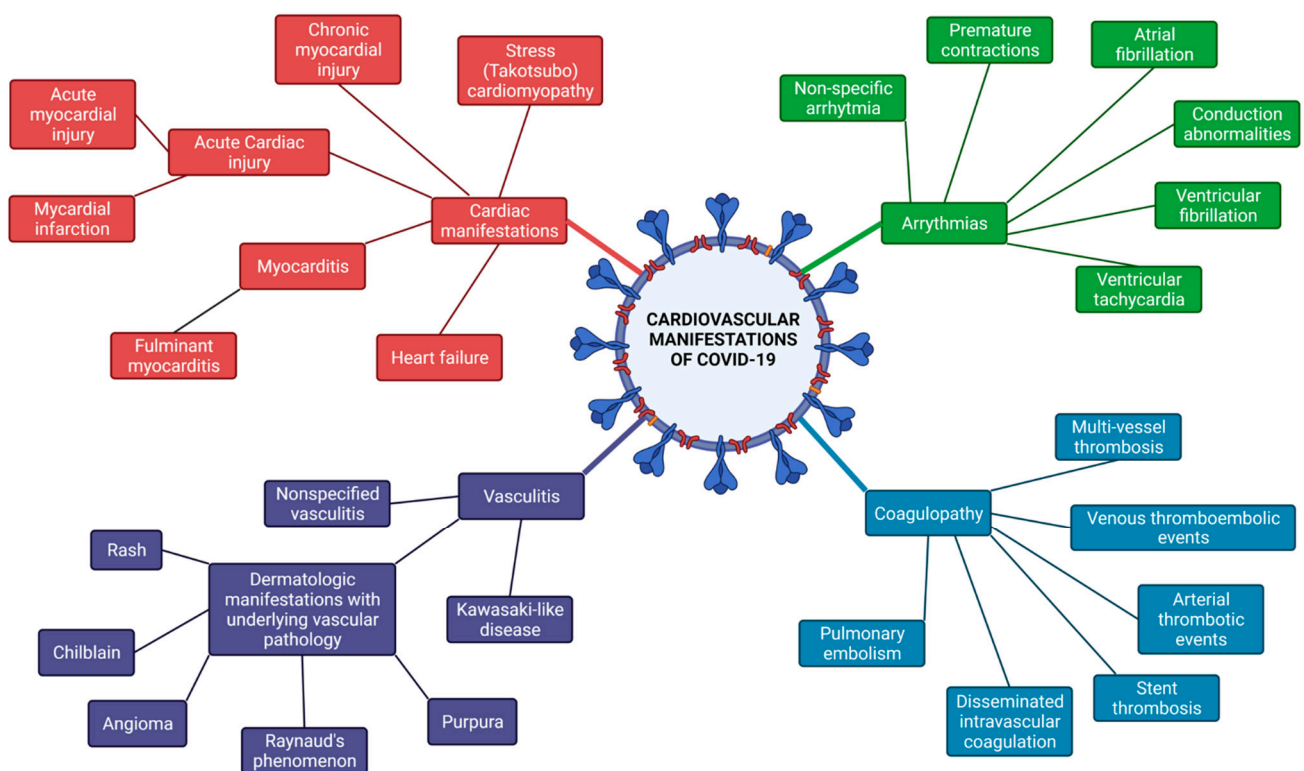 Chronic
myocardial
injury
Stress
(Takotsubo)
cardiomyopathy
Acute
myocardial
injury
Acute Cardiac
injury
Mycardial
infarction
Cardiac
manifestations
Myocarditis
Fulminant
myocarditis
Heart failure
Premature
contractions
Atrial
fibrillation
Non-specific
arrhytmia
Conduction
abnormalities
Ventricular
fibrillation
Arrythmias
Ventricular
tachycardia
CARDIOVASCULAR
MANIFESTATIONS
OF COVID-19
Nonspecified
vasculitis
Vasculitis
Rash
Dermatologic
manifestations with
underlying vascular
pathology
Kawasaki-like
disease
Chilblain
Angioma
Raynaud's
phenomenon
Purpura
Multi-vessel
thrombosis
Coagulopathy
Venous thromboembolic
events
Arterial
thrombotic
events
Pulmonary
embolism
Disseminated
intravascular
coagulation
Stent
thrombosis